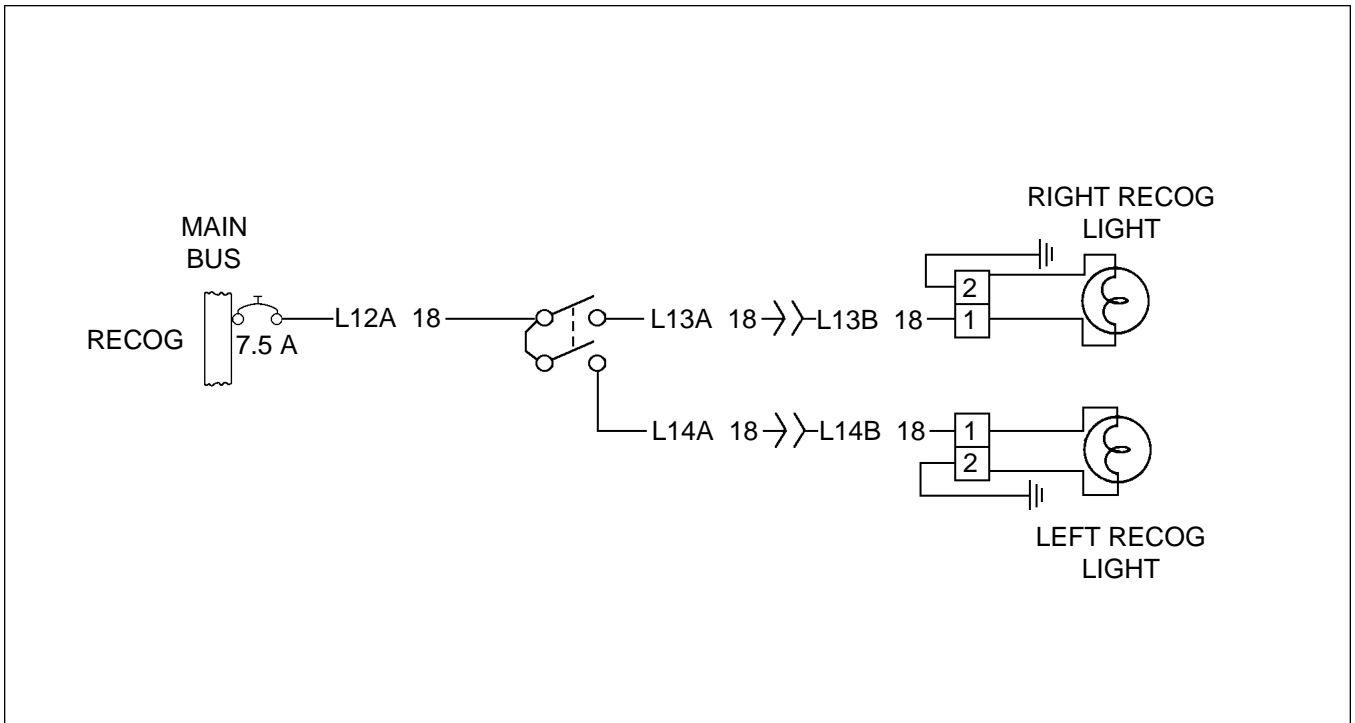 RIGHT RECOG
LIGHT
MAIN
BUS
2
RECOG
7.5 A
L12A 18
L13A 18
L13B 18
1
L14A 18
L14B 18
1
2
LEFT RECOG
LIGHT